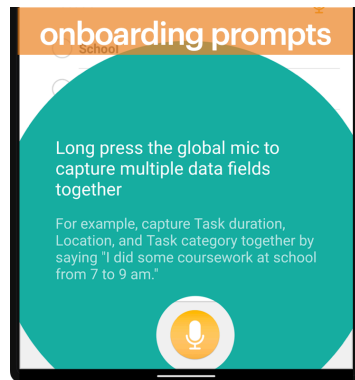 onboarding prompts
School
Long press the global mic to
capture multiple data fields
together
For example, capture Task duration,
Location, and Task category together by
saying "I did some coursework at school
from 7 to 9 am."